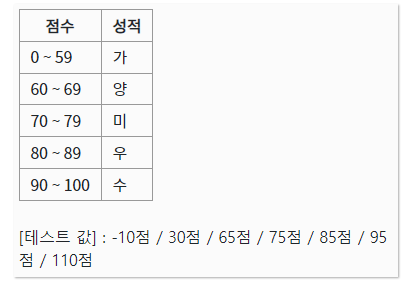 점수 성적
0 ~ 59 가
60 ~ 69 양
70 ~ 79 미
80 ~ 89 우
90 ~ 100 수
[테스트 값] : -10점 / 30점 / 65점 / 75점 / 85점 / 95
점 / 110점